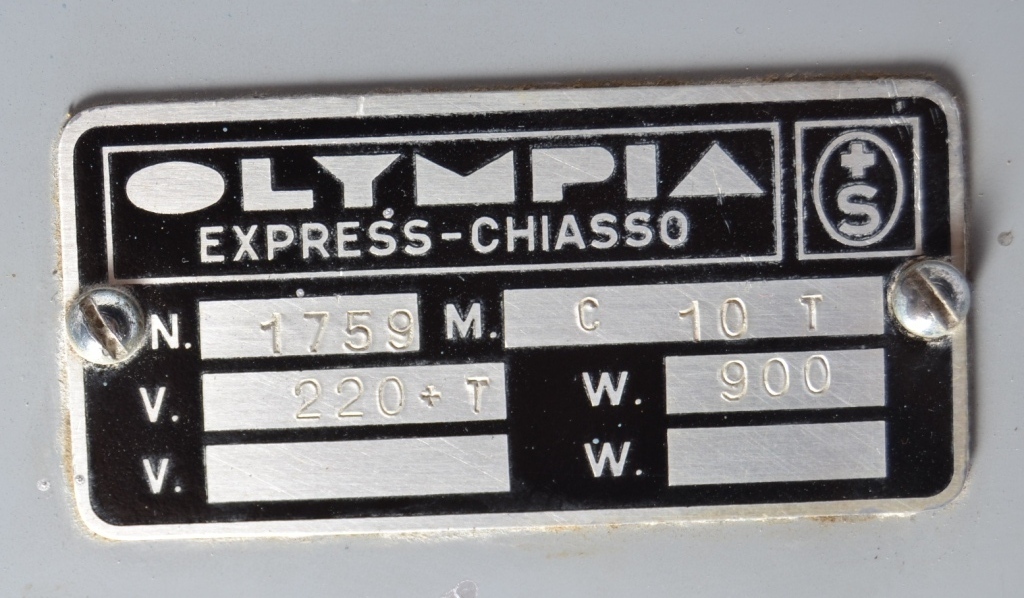 OLYMPIA
EXPRESS-CHIASSO
+S
N. 1759 M. C 10 T
V. 220+T W. 900
V. W.